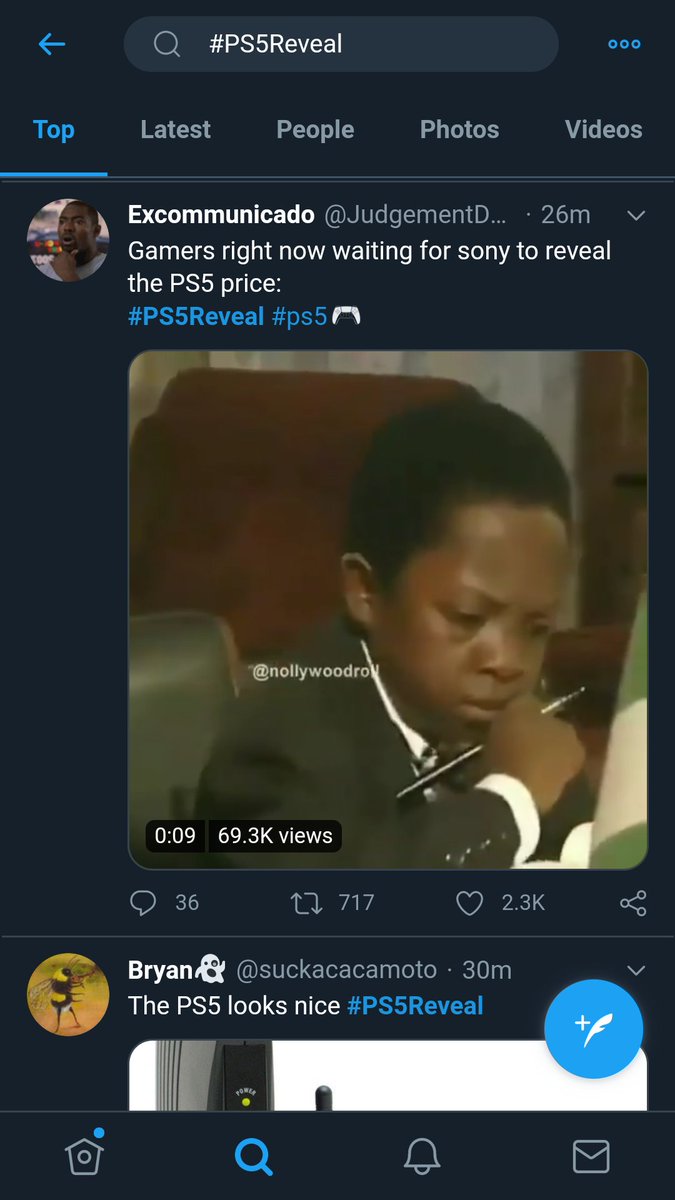 #PS5Reveal
Top Latest People Photos Videos
Excommunicado @JudgementD... · 26m
Gamers right now waiting for sony to reveal
the PS5 price:
#PS5Reveal #ps5🎮
@nollywoodroll
0:09 69.3K views
36 717 2.3K
Bryan👻 @suckacacamoto · 30m
The PS5 looks nice #PS5Reveal
POWER